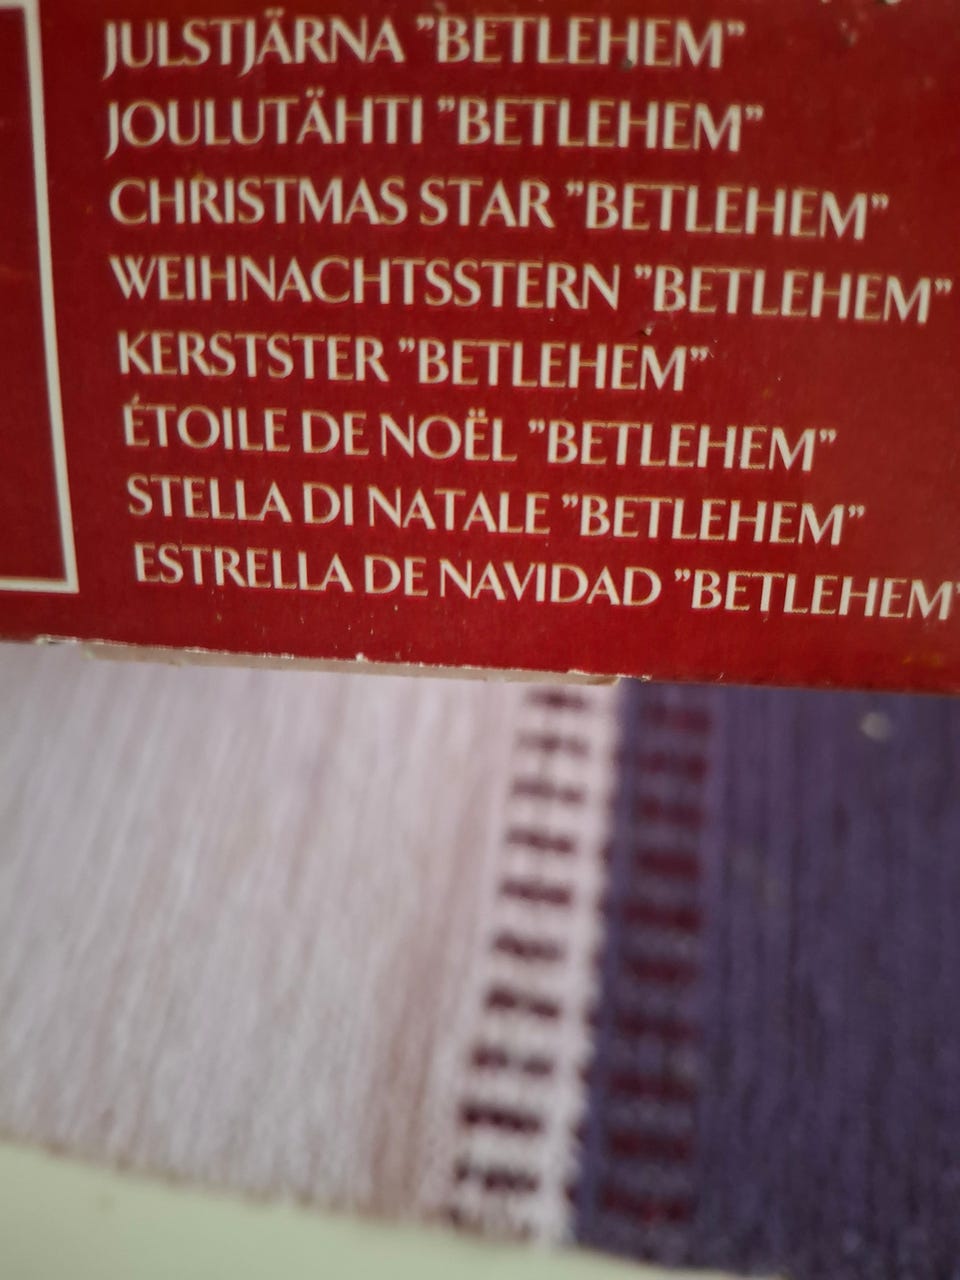 JULSTJÄRNA ”BETLEHEM”
JOULUTÄHTI ”BETLEHEM”
CHRISTMAS STAR ”BETLEHEM”
WEIHNACHTSSTERN ”BETLEHEM”
KERSTSTER ”BETLEHEM”
ÉTOILE DE NOËL ”BETLEHEM”
STELLA DI NATALE ”BETLEHEM”
ESTRELLA DE NAVIDAD ”BETLEHEM”